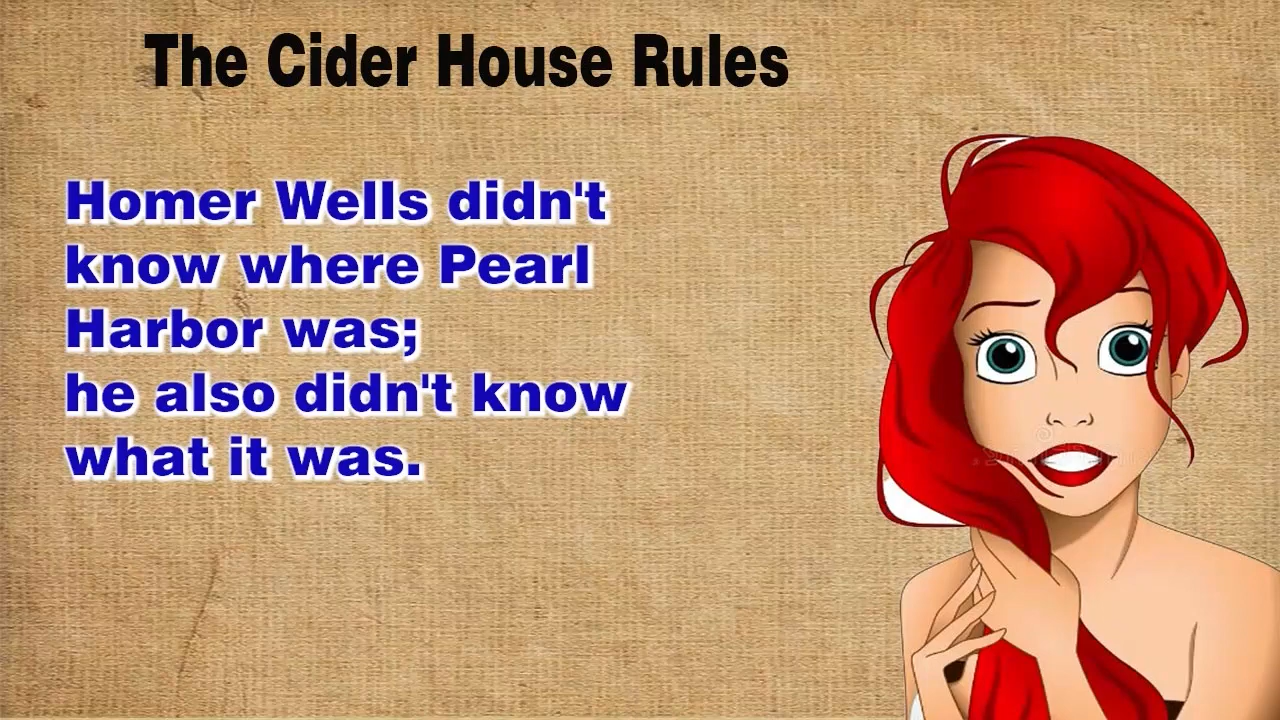 The Cider House Rules
Homer Wells didn't
know where Pearl
Harbor was;
he also didn't know
what it was.